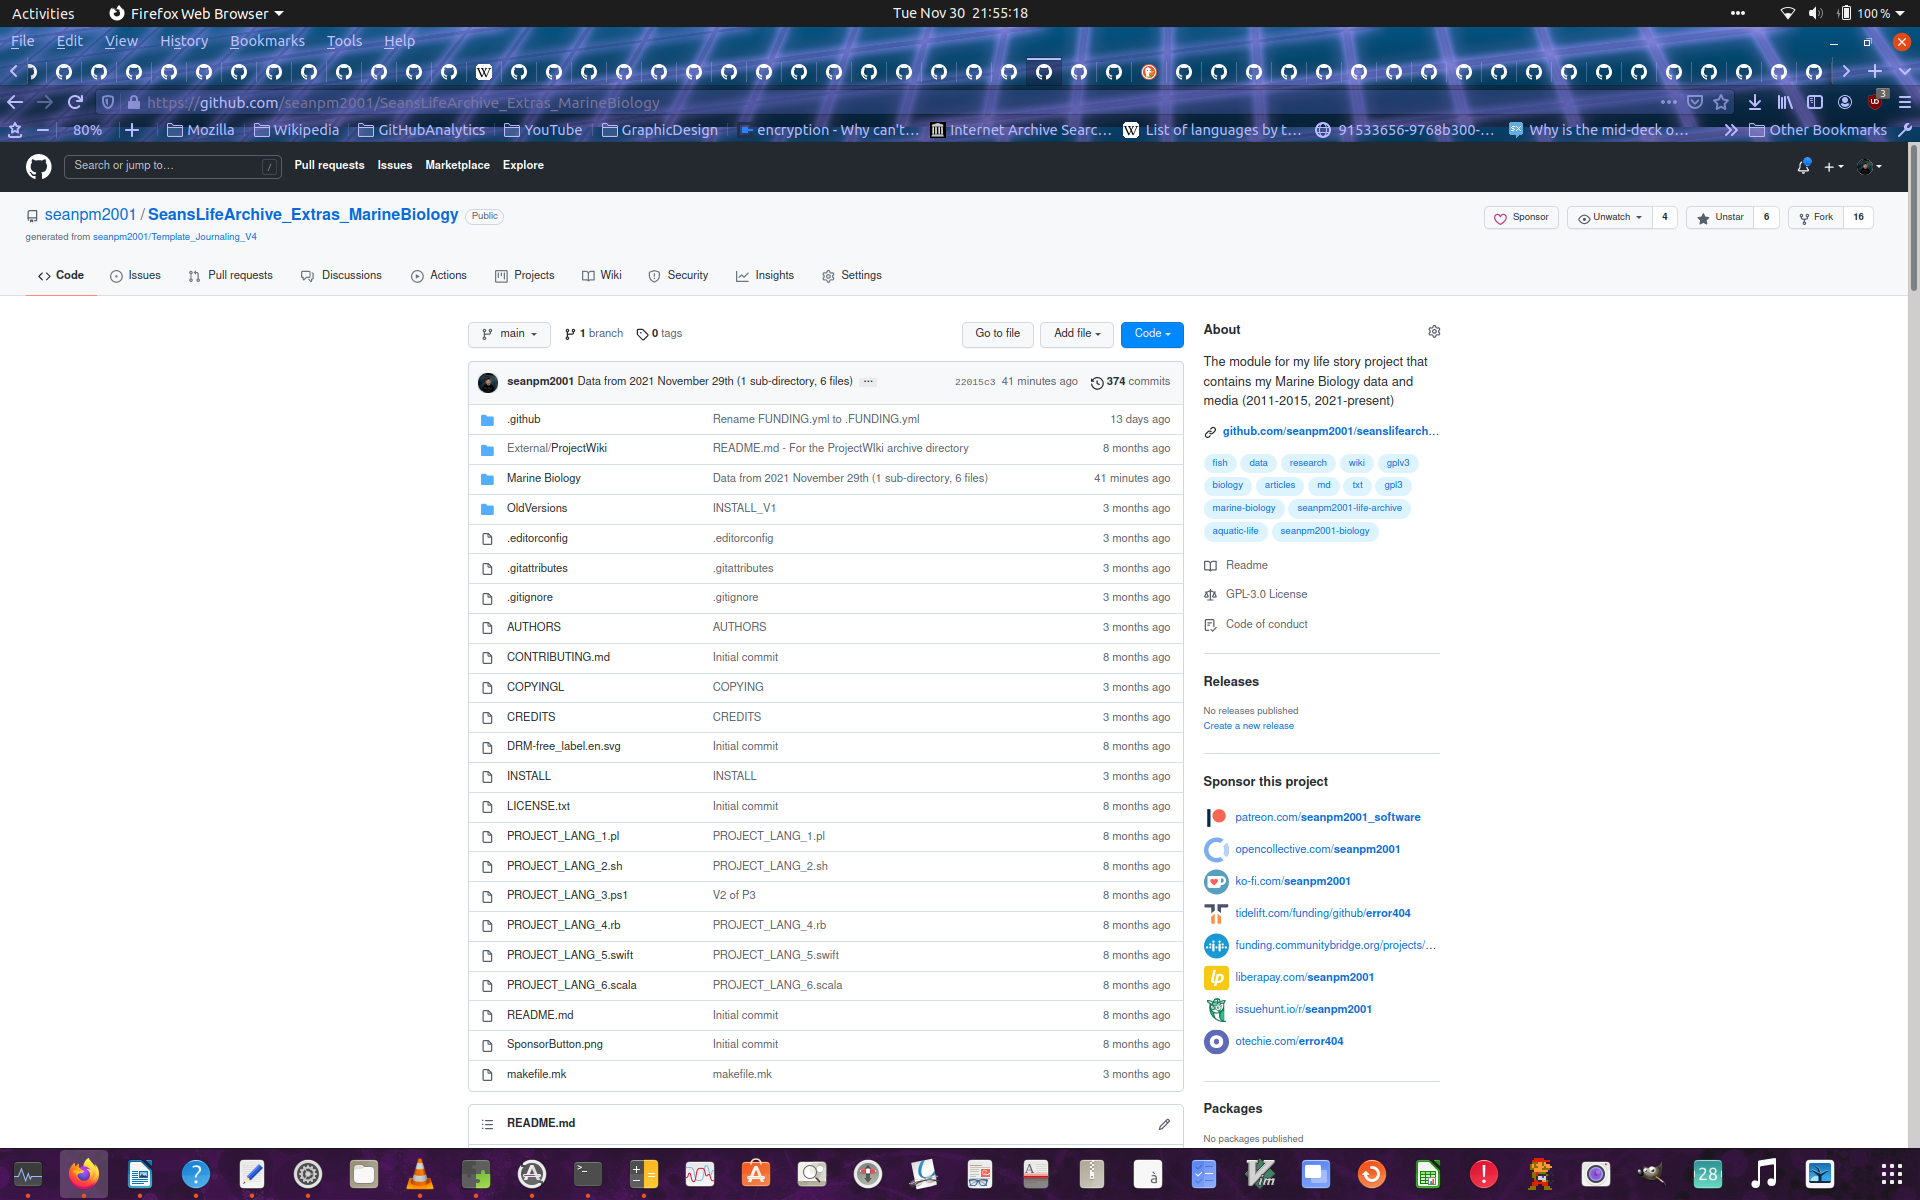 Activities
Firefox Web Browser
Tue Nov 30  21:55:18
100 %
File Edit View History Bookmarks Tools Help
https://github.com/seanpm2001/SeansLifeArchive_Extras_MarineBiology
3
80%
Mozilla
Wikipedia
GitHubAnalytics
YouTube
GraphicDesign
encryption - Why can't…
Internet Archive Searc…
List of languages by t…
91533656-9768b300-…
Why is the mid-deck o…
Other Bookmarks
Search or jump to…
/
Pull requests Issues Marketplace Explore
seanpm2001 / SeansLifeArchive_Extras_MarineBiology Public
generated from seanpm2001/Template_Journaling_V4
Sponsor
Unwatch 4
Unstar 6
Fork 16
Code
Issues
Pull requests
Discussions
Actions
Projects
Wiki
Security
Insights
Settings
main
1 branch
0 tags
Go to file
Add file
Code
seanpm2001 Data from 2021 November 29th (1 sub-directory, 6 files) ... 22015c3 41 minutes ago 374 commits
.github Rename FUNDING.yml to .FUNDING.yml 13 days ago
External/ProjectWiki README.md - For the ProjectWIki archive directory 8 months ago
Marine Biology Data from 2021 November 29th (1 sub-directory, 6 files) 41 minutes ago
OldVersions INSTALL_V1 3 months ago
.editorconfig .editorconfig 3 months ago
.gitattributes .gitattributes 3 months ago
.gitignore .gitignore 3 months ago
AUTHORS AUTHORS 3 months ago
CONTRIBUTING.md Initial commit 8 months ago
COPYINGL COPYING 3 months ago
CREDITS CREDITS 3 months ago
DRM-free_label.en.svg Initial commit 8 months ago
INSTALL INSTALL 3 months ago
LICENSE.txt Initial commit 8 months ago
PROJECT_LANG_1.pl PROJECT_LANG_1.pl 8 months ago
PROJECT_LANG_2.sh PROJECT_LANG_2.sh 8 months ago
PROJECT_LANG_3.ps1 V2 of P3 8 months ago
PROJECT_LANG_4.rb PROJECT_LANG_4.rb 8 months ago
PROJECT_LANG_5.swift PROJECT_LANG_5.swift 8 months ago
PROJECT_LANG_6.scala PROJECT_LANG_6.scala 8 months ago
README.md Initial commit 8 months ago
SponsorButton.png Initial commit 8 months ago
makefile.mk makefile.mk 3 months ago
README.md
About
The module for my life story project that
contains my Marine Biology data and
media (2011-2015, 2021-present)
github.com/seanpm2001/seanslifearch…
fish data research wiki gplv3
biology articles md txt gpl3
marine-biology seanpm2001-life-archive
aquatic-life seanpm2001-biology
Readme
GPL-3.0 License
Code of conduct
Releases
No releases published
Create a new release
Sponsor this project
patreon.com/seanpm2001_software
opencollective.com/seanpm2001
ko-fi.com/seanpm2001
tidelift.com/funding/github/error404
funding.communitybridge.org/projects/…
liberapay.com/seanpm2001
issuehunt.io/r/seanpm2001
otechie.com/error404
Packages
No packages published
28